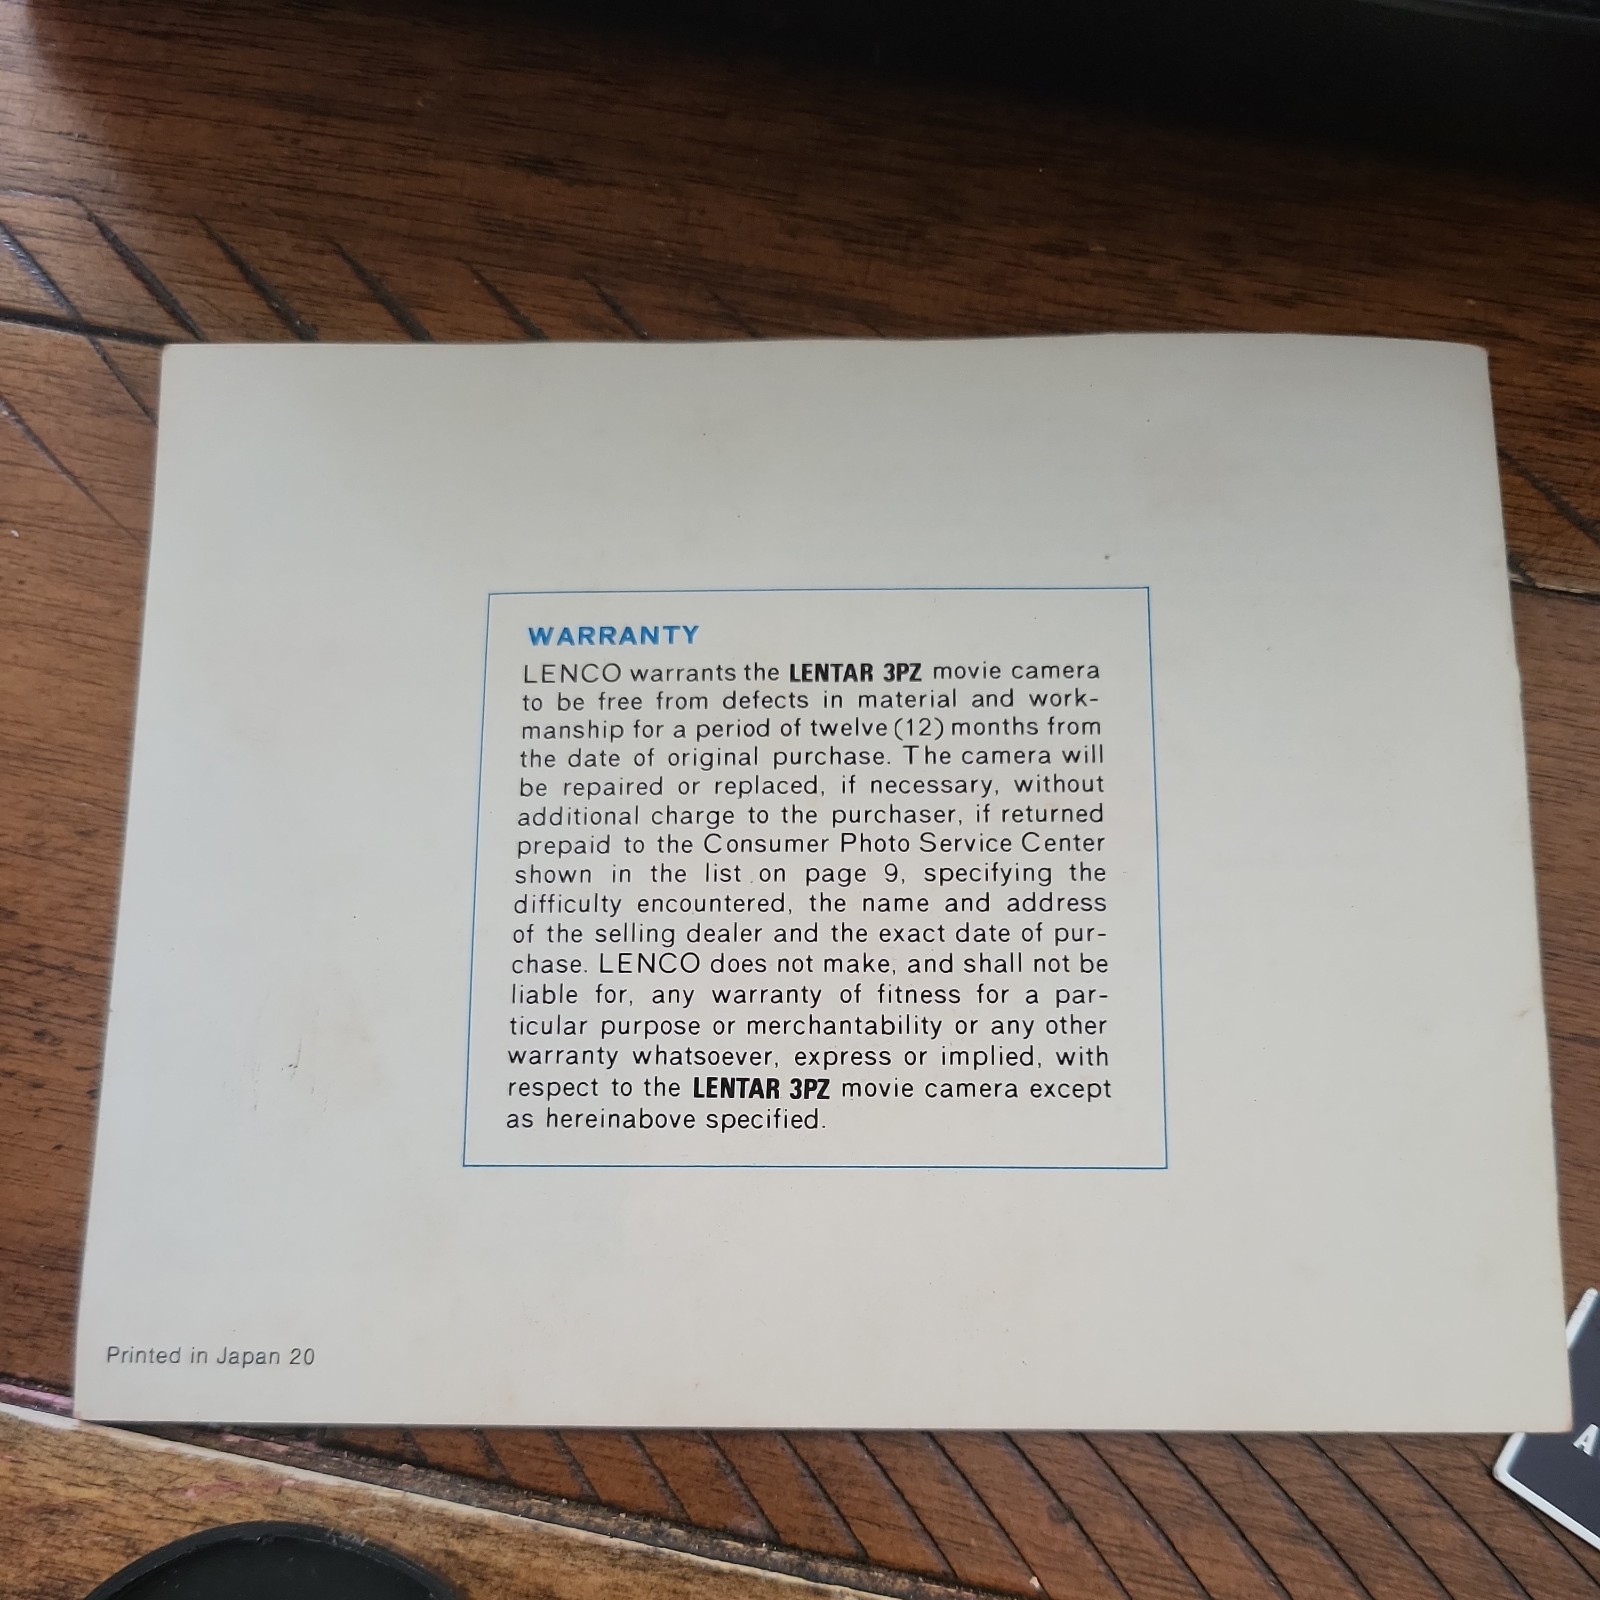 WARRANTY
LENCO warrants the LENTAR 3PZ movie camera
to be free from defects in material and work-
manship for a period of twelve (12) months from
the date of original purchase. The camera will
be repaired or replaced, if necessary, without
additional charge to the purchaser, if returned
prepaid to the Consumer Photo Service Center
shown in the list on page 9, specifying the
difficulty encountered, the name and address
of the selling dealer and the exact date of pur-
chase. LENCO does not make, and shall not be
liable for, any warranty of fitness for a par-
ticular purpose or merchantability or any other
warranty whatsoever, express or implied, with
respect to the LENTAR 3PZ movie camera except
as hereinabove specified.
Printed in Japan 20
A